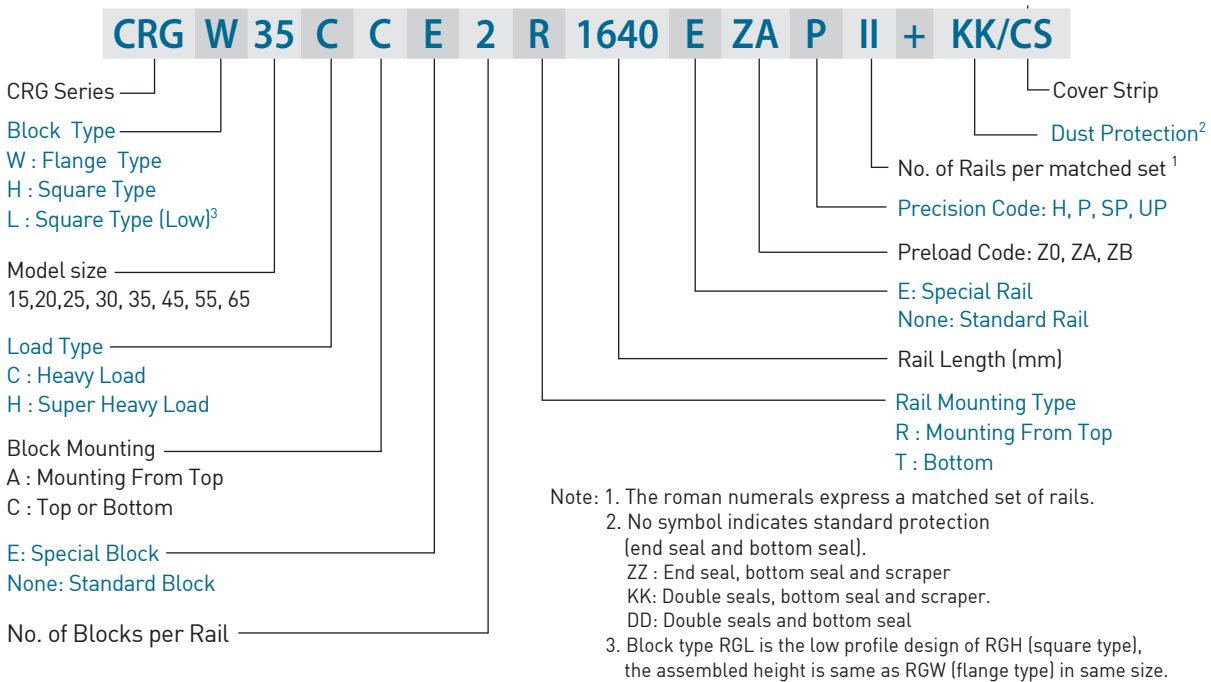 CRG W 35 C C E 2 R 1640 E ZA P II + KK/CS
CRG Series
Block Type
W : Flange Type
H : Square Type
L : Square Type (Low)3
Model size
15,20,25, 30, 35, 45, 55, 65
Load Type
C : Heavy Load
H : Super Heavy Load
Block Mounting
A : Mounting From Top
C : Top or Bottom
E: Special Block
None: Standard Block
No. of Blocks per Rail
Cover Strip
Dust Protection2
No. of Rails per matched set 1
Precision Code: H, P, SP, UP
Preload Code: Z0, ZA, ZB
E: Special Rail
None: Standard Rail
Rail Length (mm)
Rail Mounting Type
R : Mounting From Top
T : Bottom
Note: 1. The roman numerals express a matched set of rails.
2. No symbol indicates standard protection
(end seal and bottom seal).
ZZ : End seal, bottom seal and scraper
KK: Double seals, bottom seal and scraper.
DD: Double seals and bottom seal
3. Block type RGL is the low profile design of RGH (square type),
the assembled height is same as RGW (flange type) in same size.